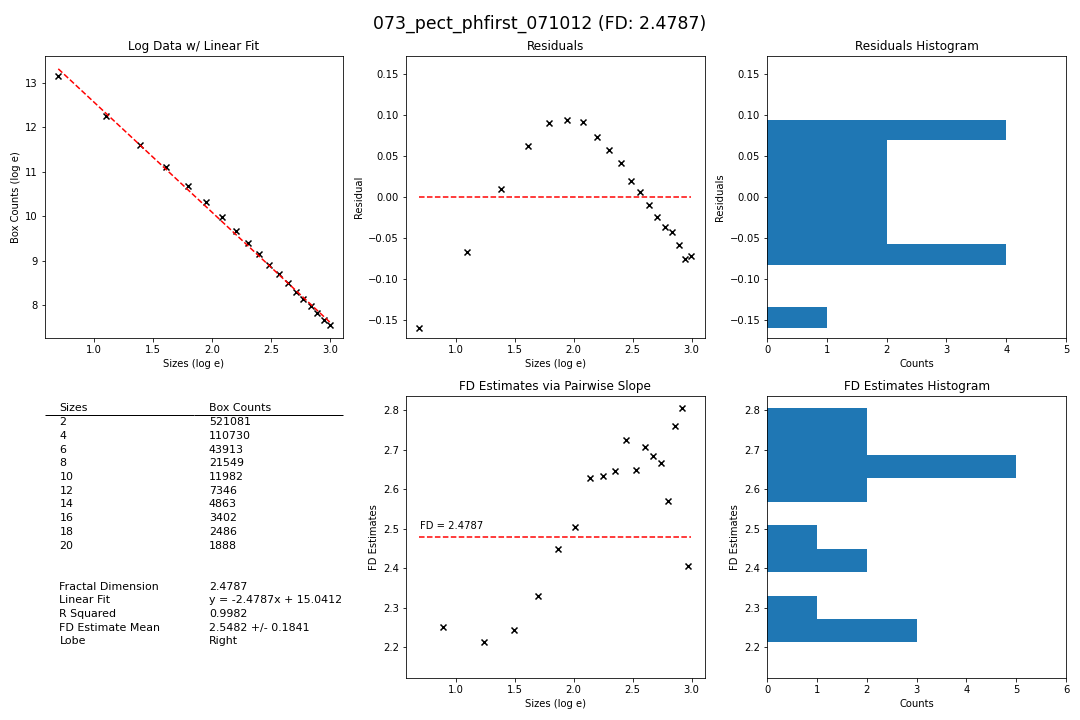 073_pect_phfirst_071012 (FD: 2.4787)
Log Data w/ Linear Fit
Box Counts (log e)
13
12
11
10
9
8
1.0 1.5 2.0 2.5 3.0
Sizes (log e)
Residuals
Residual
0.15
0.10
0.05
0.00
−0.05
−0.10
−0.15
1.0 1.5 2.0 2.5 3.0
Sizes (log e)
Residuals Histogram
Residuals
0.15
0.10
0.05
0.00
−0.05
−0.10
−0.15
0 1 2 3 4 5
Counts
Sizes Box Counts
2 521081
4 110730
6 43913
8 21549
10 11982
12 7346
14 4863
16 3402
18 2486
20 1888
Fractal Dimension 2.4787
Linear Fit y = -2.4787x + 15.0412
R Squared 0.9982
FD Estimate Mean 2.5482 +/- 0.1841
Lobe Right
FD Estimates via Pairwise Slope
FD Estimates
2.8
2.7
2.6
2.5
2.4
2.3
2.2
FD = 2.4787
1.0 1.5 2.0 2.5 3.0
Sizes (log e)
FD Estimates Histogram
FD Estimates
2.8
2.7
2.6
2.5
2.4
2.3
2.2
0 1 2 3 4 5 6
Counts